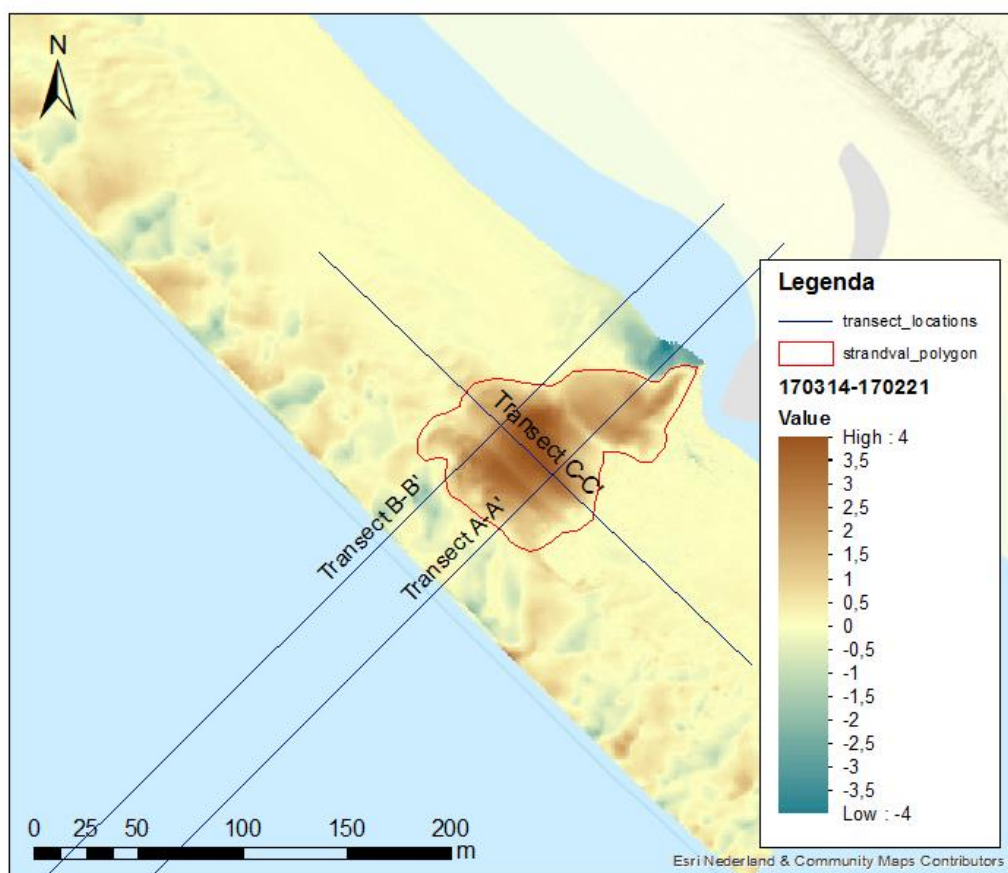 N
Transect C-C'
Transect B-B'
Transect A-A'
Legenda
transect_locations
strandval_polygon
170314-170221
Value
High : 4
3,5
3
2,5
2
1,5
1
0,5
0
-0,5
-1
-1,5
-2
-2,5
-3
-3,5
Low : -4
0 25 50 100 150 200
m
Esri Nederland & Community Maps Contributors